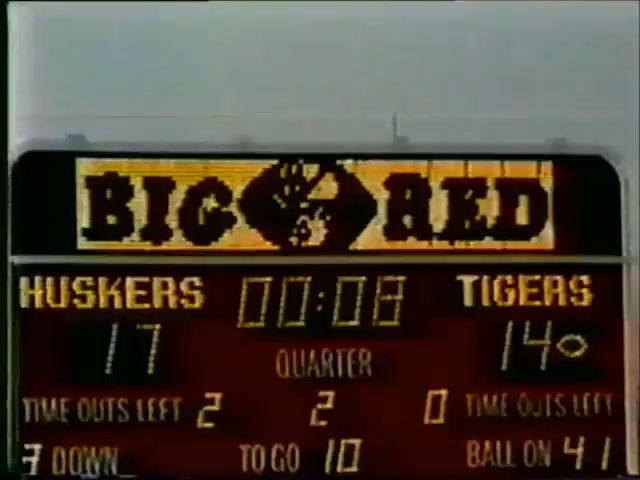 BIG RED
HUSKERS 00:08 TIGERS
17 14
QUARTER
TIME OUTS LEFT 2 2 0 TIME OUTS LEFT
DOWN TO GO 10 BALL ON 41